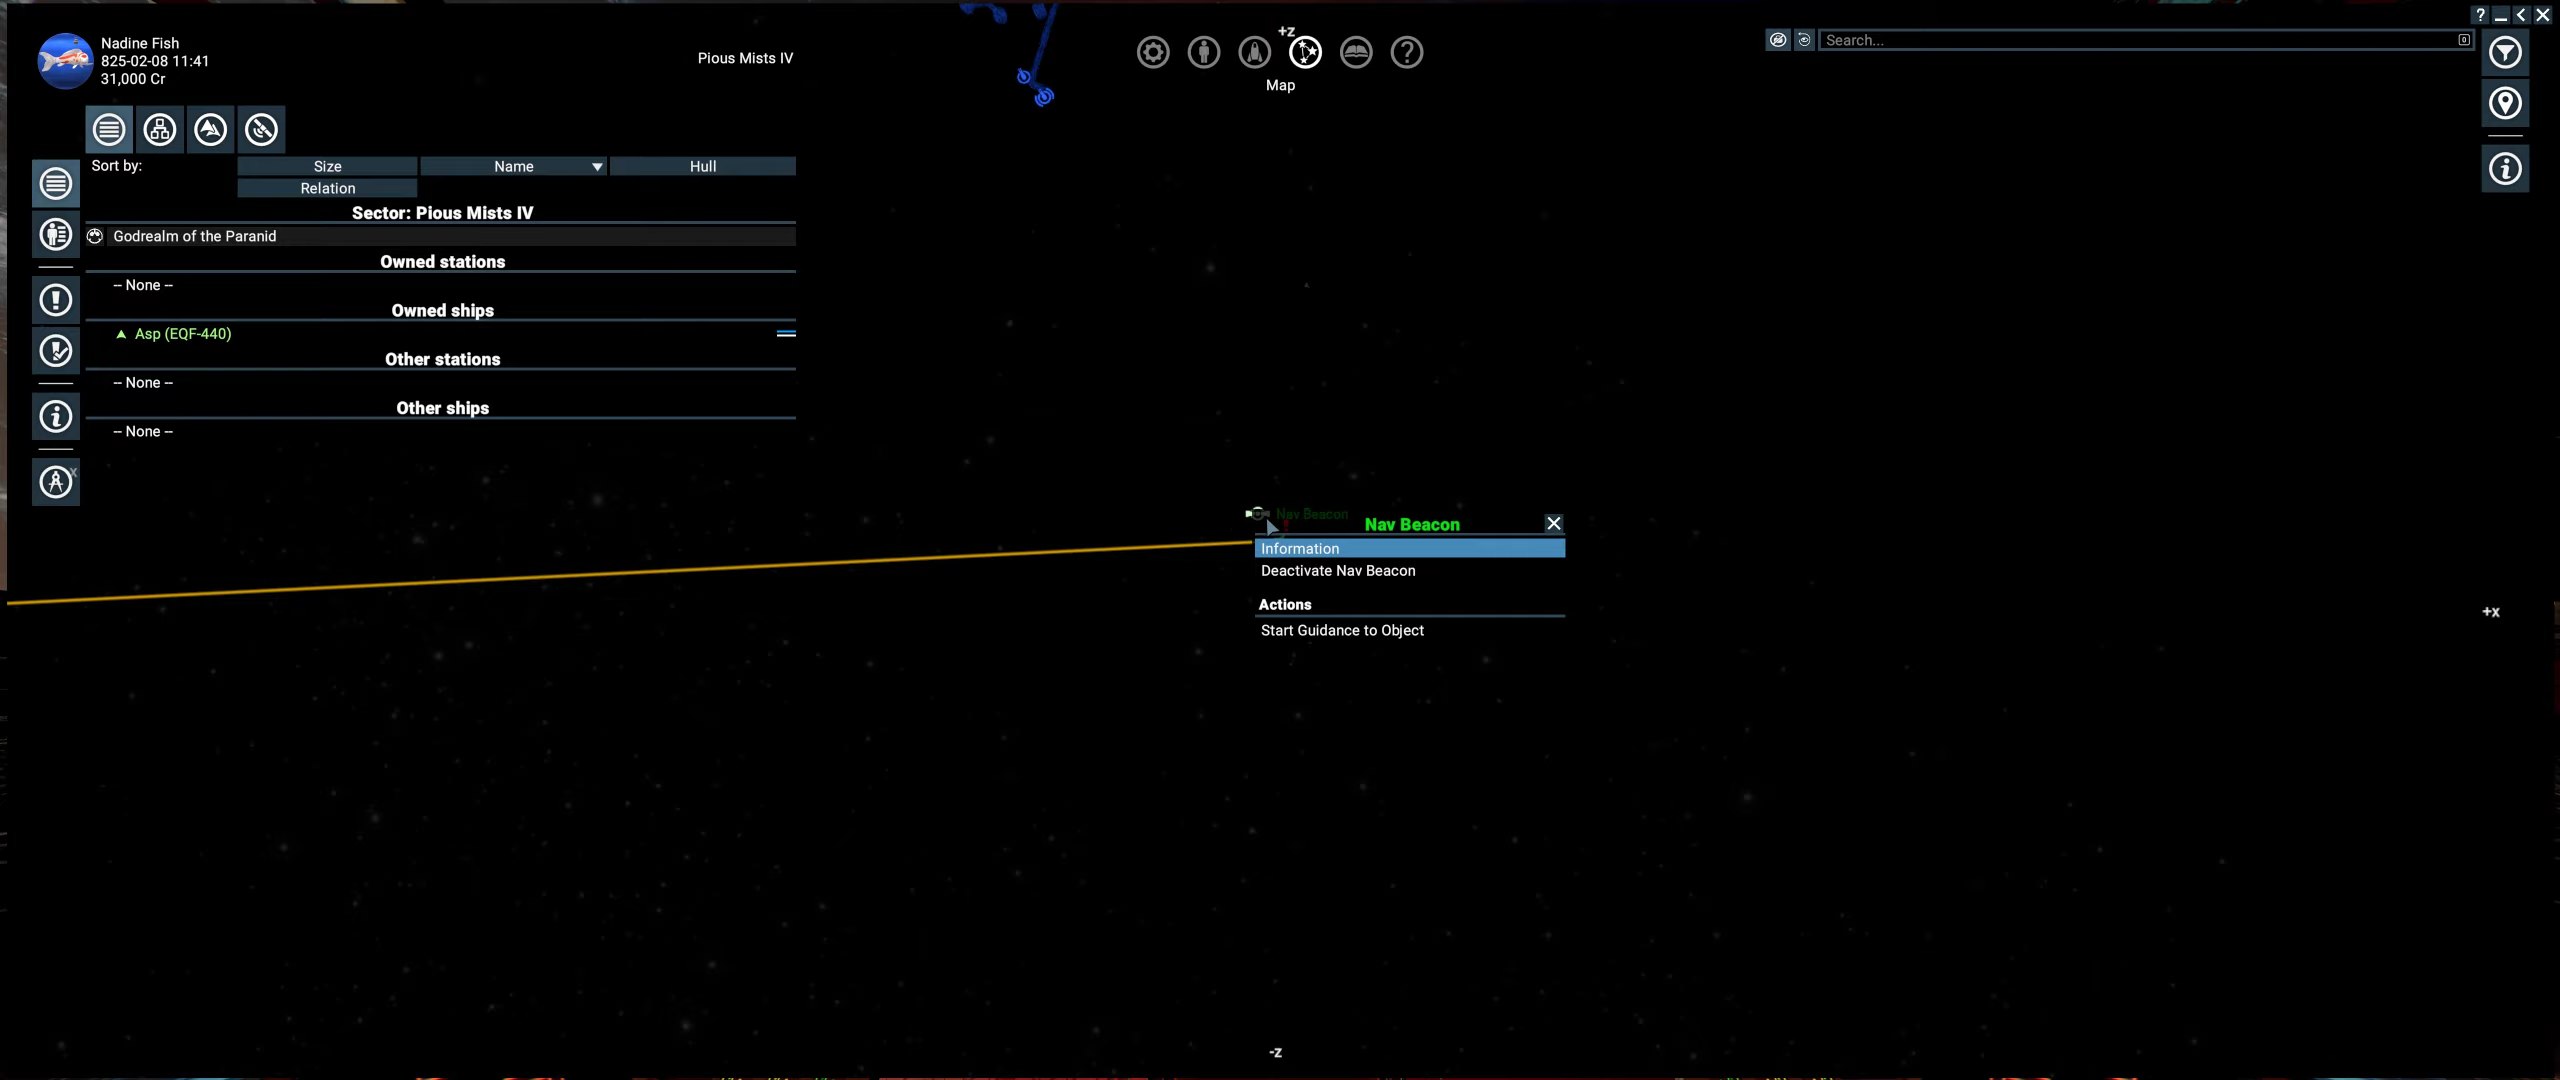 Nadine Fish
825-02-08 11:41
31,000 Cr
Pious Mists IV
+z
Map
Search...
Sort by:
Size
Name
Hull
Relation
Sector: Pious Mists IV
Godrealm of the Paranid
Owned stations
-- None --
Owned ships
Asp (EQF-440)
Other stations
-- None --
Other ships
-- None --
x
Nav Beacon
Nav Beacon
Information
Deactivate Nav Beacon
Actions
Start Guidance to Object
+x
-z